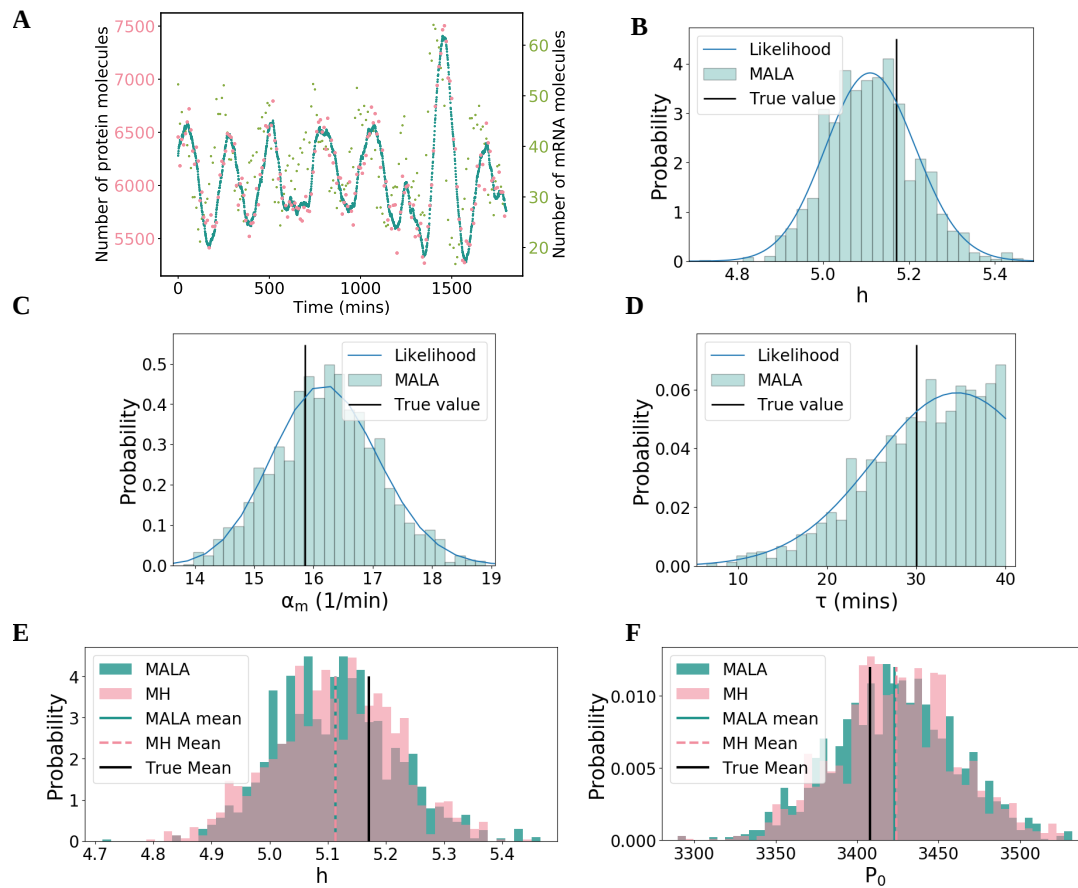 A
Number of protein molecules
7500
7000
6500
6000
5500
60
50
40
30
20
Number of mRNA molecules
0
500
1000
1500
Time (mins)
B
Probability
4
3
2
1
0
Likelihood
MALA
True value
4.8
5.0
5.2
5.4
h
C
Probability
0.5
0.4
0.3
0.2
0.1
0.0
Likelihood
MALA
True value
14
15
16
17
18
19
αm (1/min)
D
Probability
0.06
0.04
0.02
0.00
Likelihood
MALA
True value
10
20
30
40
τ (mins)
E
Probability
4
3
2
1
0
MALA
MH
MALA mean
MH Mean
True Mean
4.7
4.8
4.9
5.0
5.1
5.2
5.3
5.4
h
F
Probability
0.010
0.005
0.000
MALA
MH
MALA mean
MH Mean
True Mean
3300
3350
3400
3450
3500
P0